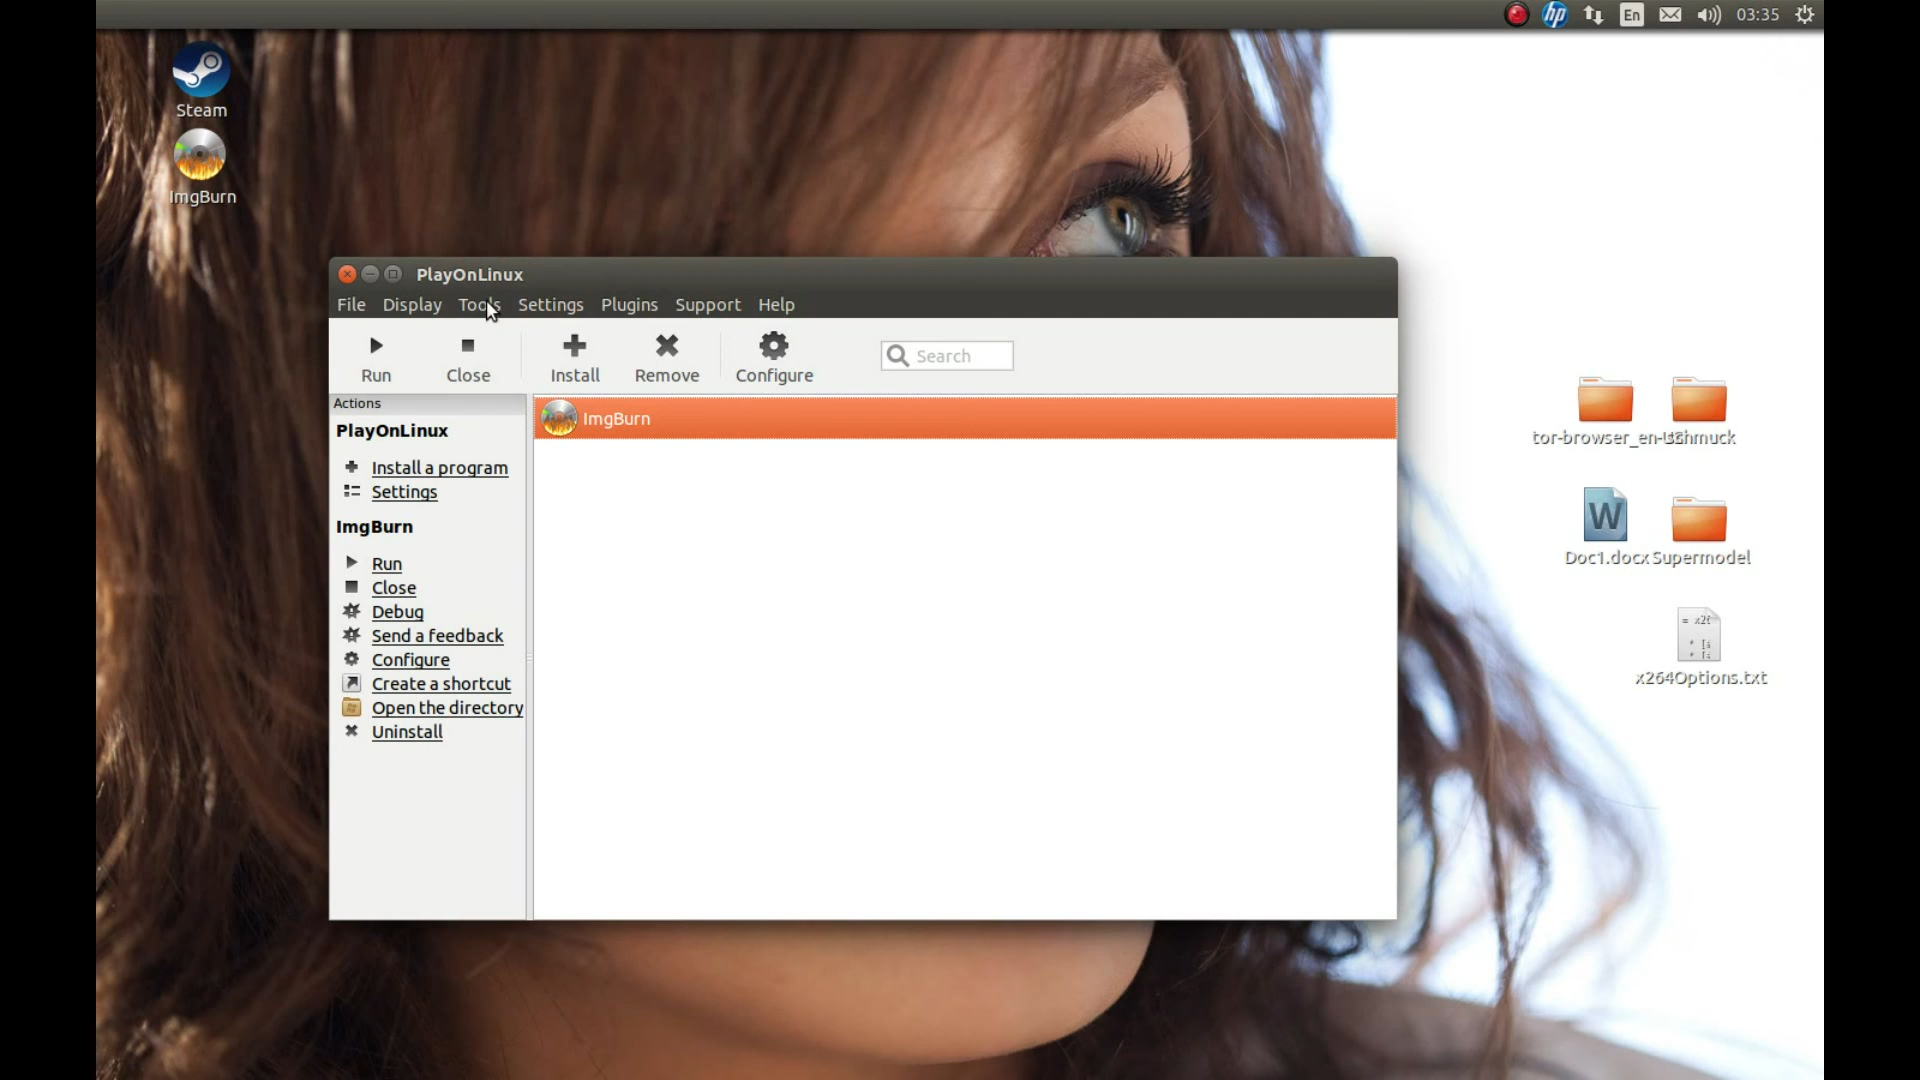 En
03:35
Steam
ImgBurn
PlayOnLinux
File Display Tools Settings Plugins Support Help
Run Close Install Remove Configure Search
Actions
PlayOnLinux
Install a program
Settings
ImgBurn
Run
Close
Debug
Send a feedback
Configure
Create a shortcut
Open the directory
Uninstall
ImgBurn
hp
tor-browser_en-US
Schmuck
Doc1.docx
Supermodel
x264Options.txt